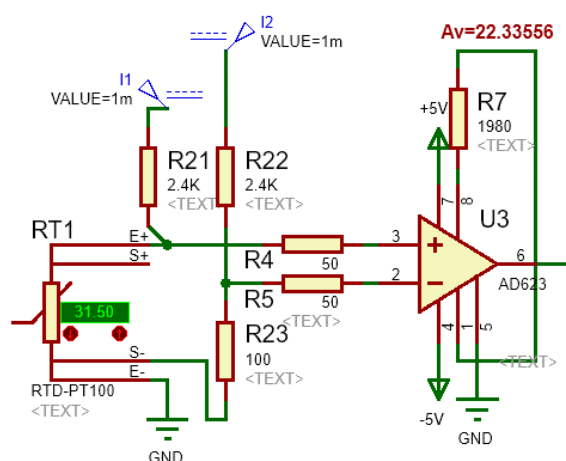 I2
VALUE=1m
Av=22.33556
I1
VALUE=1m
R7
1980
<TEXT>
+5V
7
8
R21
2.4K
<TEXT>
R22
2.4K
<TEXT>
U3
RT1
E+
S+
R4
50
3
6
AD623
R5
50
<TEXT>
2
31.50
R23
100
<TEXT>
4
1
5
<TEXT>
S-
E-
RTD-PT100
<TEXT>
-5V
GND
GND